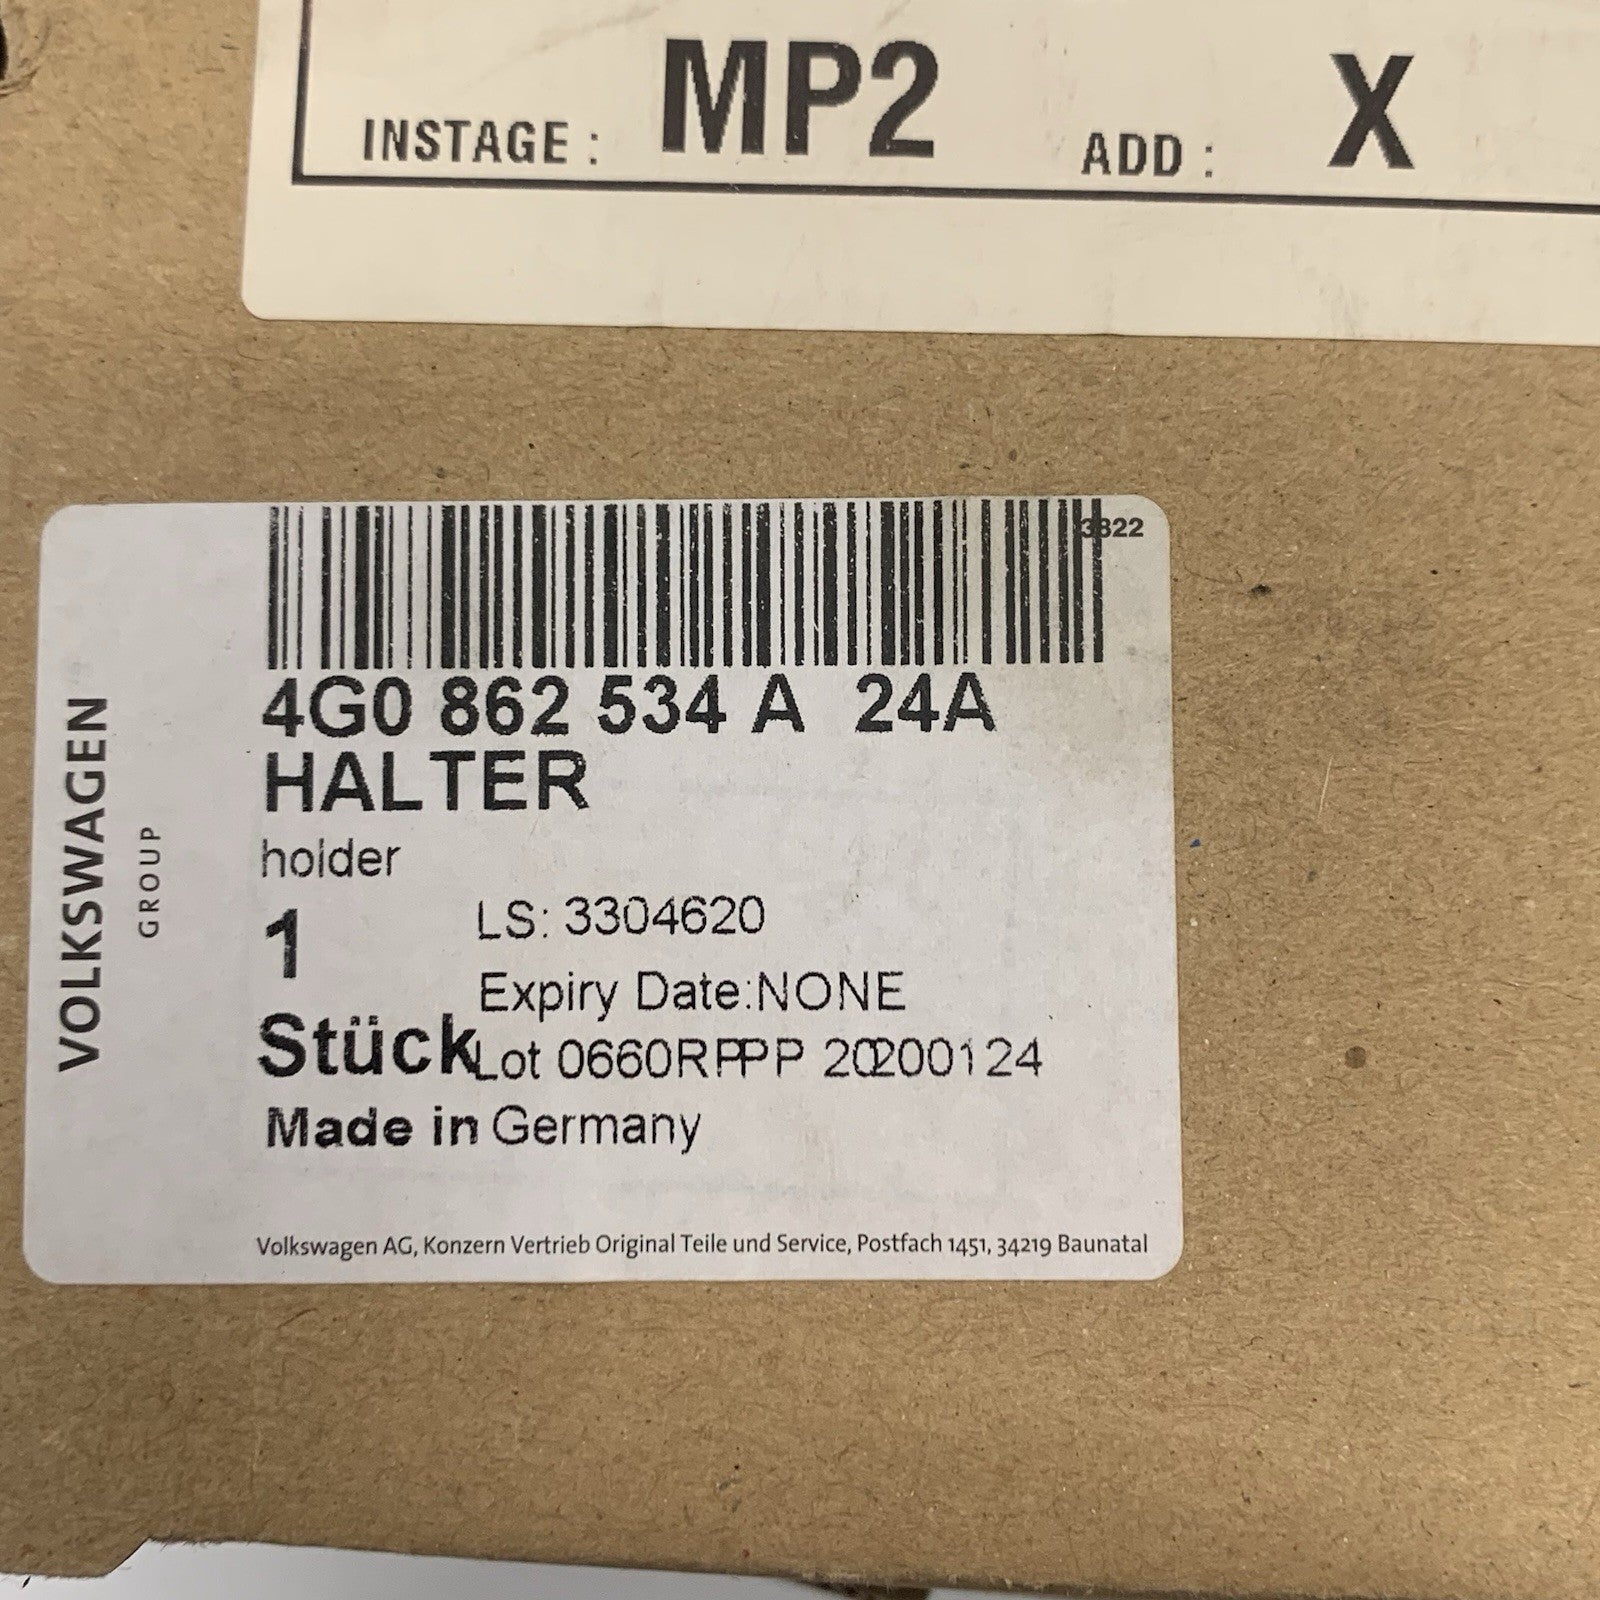 INSTAGE : MP2 ADD : X
3822
4G0 862 534 A 24A
HALTER
holder
1
LS: 3304620
Expiry Date:NONE
Stück
Lot 0660RPPP 20200124
Made in Germany
VOLKSWAGEN
GROUP
Volkswagen AG, Konzern Vertrieb Original Teile und Service, Postfach 1451, 34219 Baunatal